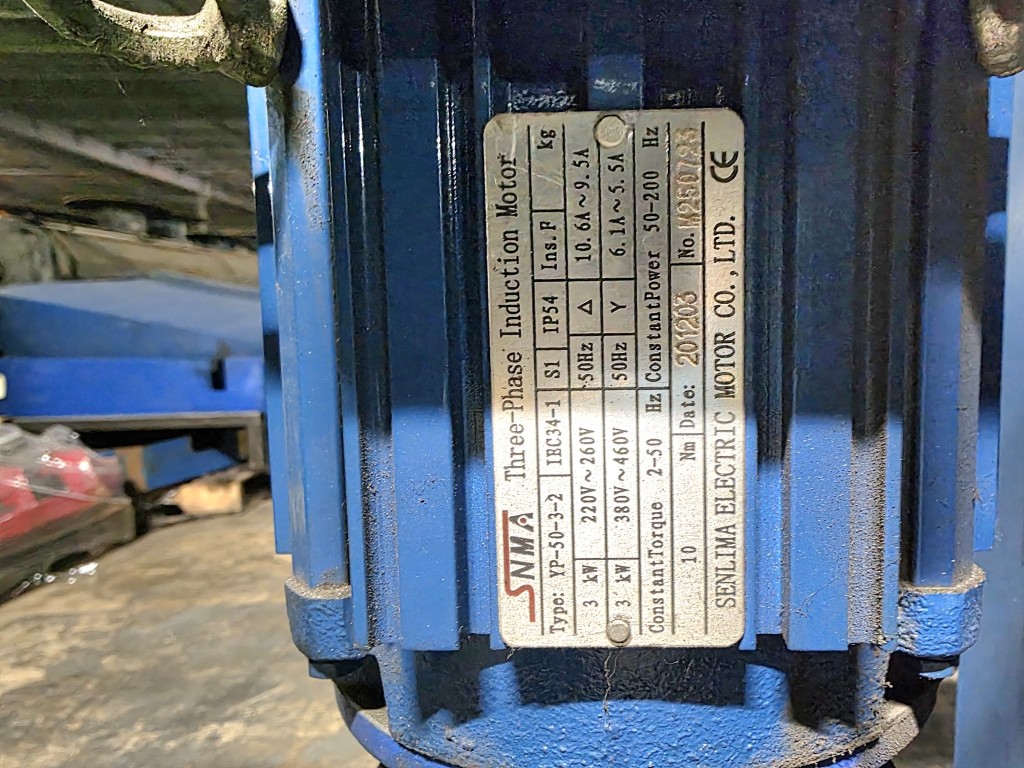 SNMA Three-Phase Induction Motor
Type: YP-50-3-2 IEC34-1 S1 IP54 Ins.F kg
3 kW 220V~260V 50Hz Δ 10.6A~9.5A
3 kW 380V~460V 50Hz Y 6.1A~5.5A
ConstantTorque 2-50 Hz ConstantPower 50-200 Hz
10 Nm Date: 201203 No.
SENLIMA ELECTRIC MOTOR CO.,LTD. CE